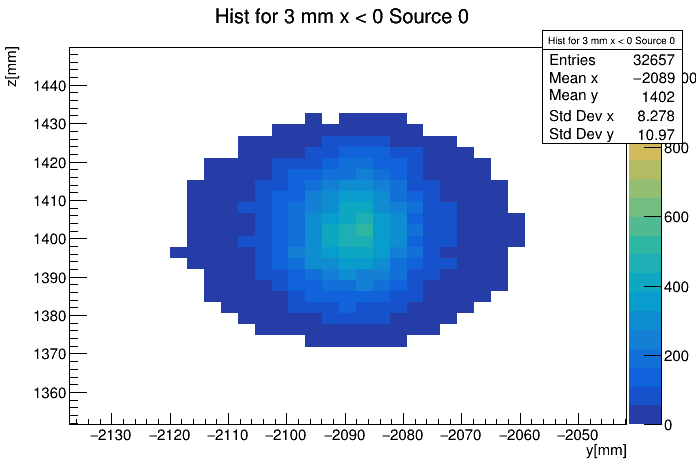 Hist for 3 mm x < 0 Source 0
Hist for 3 mm x < 0 Source 0
Entries 32657
Mean x −2089
Mean y 1402
Std Dev x 8.278
Std Dev y 10.97
z[mm]
1440
1430
1420
1410
1400
1390
1380
1370
1360
−2130 −2120 −2110 −2100 −2090 −2080 −2070 −2060 −2050
y[mm]
800
600
400
200
0